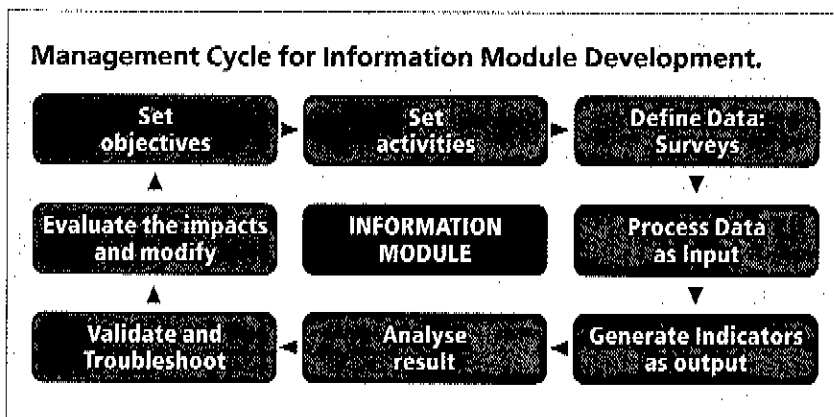 Management Cycle for Information Module Development.
Set
objectives
Set
activities
Define Data:
Surveys
Evaluate the impacts
and modify
INFORMATION
MODULE
Process Data
as Input
Validate and
Troubleshoot
Analyse
result
Generate Indicators
as output